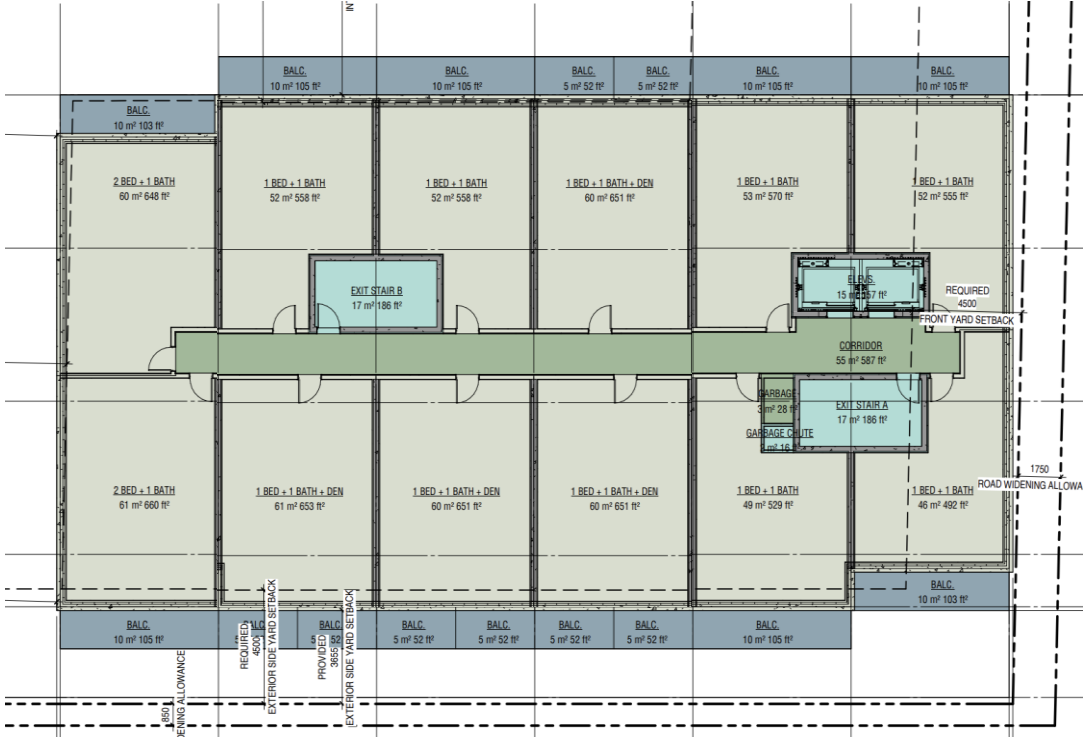 BALC.
10 m² 105 ft²
BALC.
10 m² 105 ft²
BALC.
5 m² 52 ft²
BALC.
5 m² 52 ft²
BALC.
10 m² 105 ft²
BALC.
10 m² 105 ft²
BALC.
10 m² 103 ft²
2 BED + 1 BATH
60 m² 648 ft²
1 BED + 1 BATH
52 m² 558 ft²
1 BED + 1 BATH
52 m² 558 ft²
1 BED + 1 BATH + DEN
60 m² 651 ft²
1 BED + 1 BATH
53 m² 570 ft²
1 BED + 1 BATH
52 m² 555 ft²
EXIT STAIR B
17 m² 186 ft²
ELEVS.
15 m² ft²
REQUIRED
4500
FRONT YARD SETBACK
CORRIDOR
55 m² 587 ft²
GARBAGE
3 m² 28 ft²
GARBAGE CHUTE
m² 16
EXIT STAIR A
17 m² 186 ft²
1750
ROAD WIDENING ALLOWA
2 BED + 1 BATH
61 m² 660 ft²
1 BED + 1 BATH + DEN
61 m² 653 ft²
1 BED + 1 BATH + DEN
60 m² 651 ft²
1 BED + 1 BATH + DEN
60 m² 651 ft²
1 BED + 1 BATH
49 m² 529 ft²
1 BED + 1 BATH
46 m² 492 ft²
BALC.
10 m² 103 ft²
BALC.
10 m² 105 ft²
BALC.
5 m² 52 ft²
BALC.
5 m² 52 ft²
BALC.
5 m² 52 ft²
BALC.
5 m² 52 ft²
BALC.
10 m² 105 ft²
REQUIRED
4500
EXTERIOR SIDE YARD SETBACK
PROVIDED
3655
EXTERIOR SIDE YARD SETBACK
850
DENING ALLOWANCE